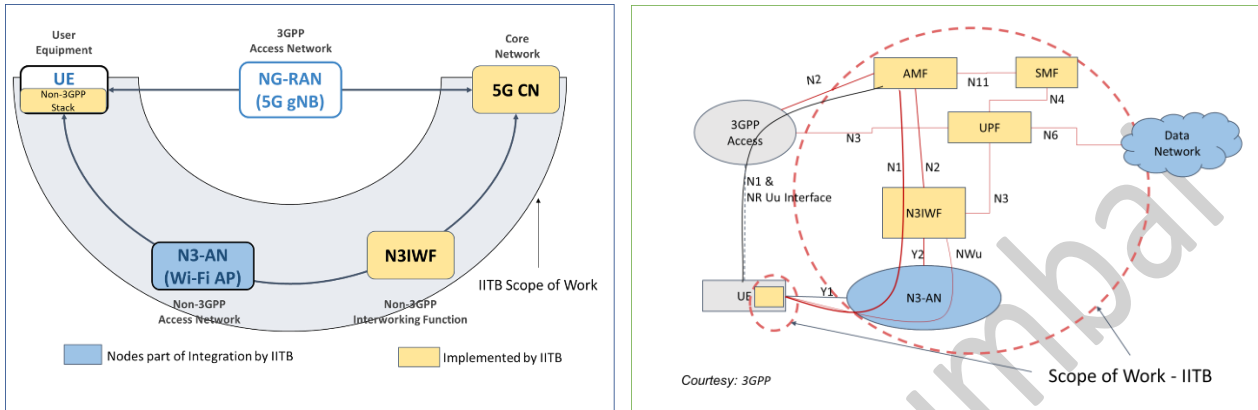 User
Equipment
UE
Non-3GPP
Stack
3GPP
Access Network
NG-RAN
(5G gNB)
Core
Network
5G CN
N3-AN
(Wi-Fi AP)
Non-3GPP
Access Network
N3IWF
Non-3GPP
Interworking Function
IITB Scope of Work
Nodes part of Integration by IITB
Implemented by IITB
N2
AMF
N11
SMF
N4
3GPP
Access
N3
UPF
N6
Data
Network
N1 &
NR Uu Interface
N1
N2
N3
N3IWF
Y2
NWu
UE
Y1
N3-AN
Courtesy: 3GPP
Scope of Work - IITB
mbai